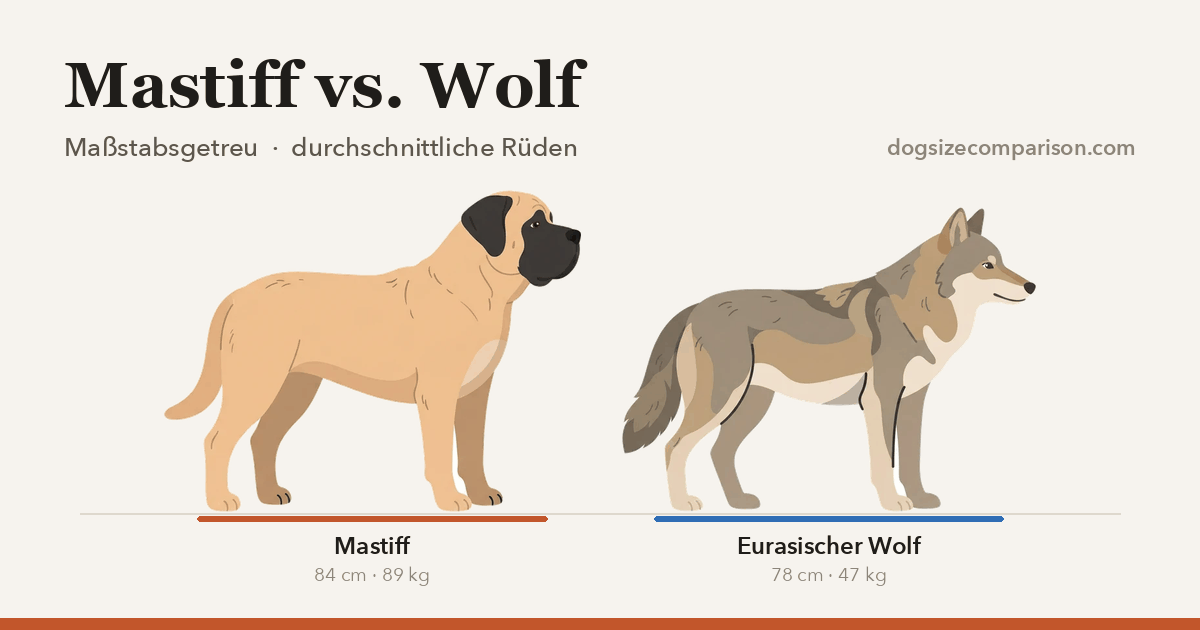 Mastiff vs. Wolf
Maßstabsgetreu · durchschnittliche Rüden
dogsizecomparison.com
Mastiff
84 cm · 89 kg
Eurasischer Wolf
78 cm · 47 kg